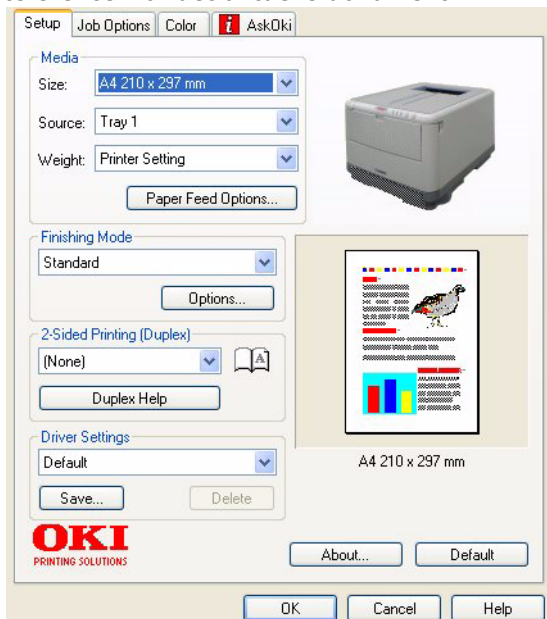 Setup Job Options Color i AskOki
Media
Size: A4 210 x 297 mm
Source: Tray 1
Weight: Printer Setting
Paper Feed Options...
Finishing Mode
Standard
Options...
2-Sided Printing (Duplex)
(None)
A
Duplex Help
Driver Settings
Default
Save... Delete
A4 210 x 297 mm
OKI
PRINTING SOLUTIONS
About... Default
OK Cancel Help